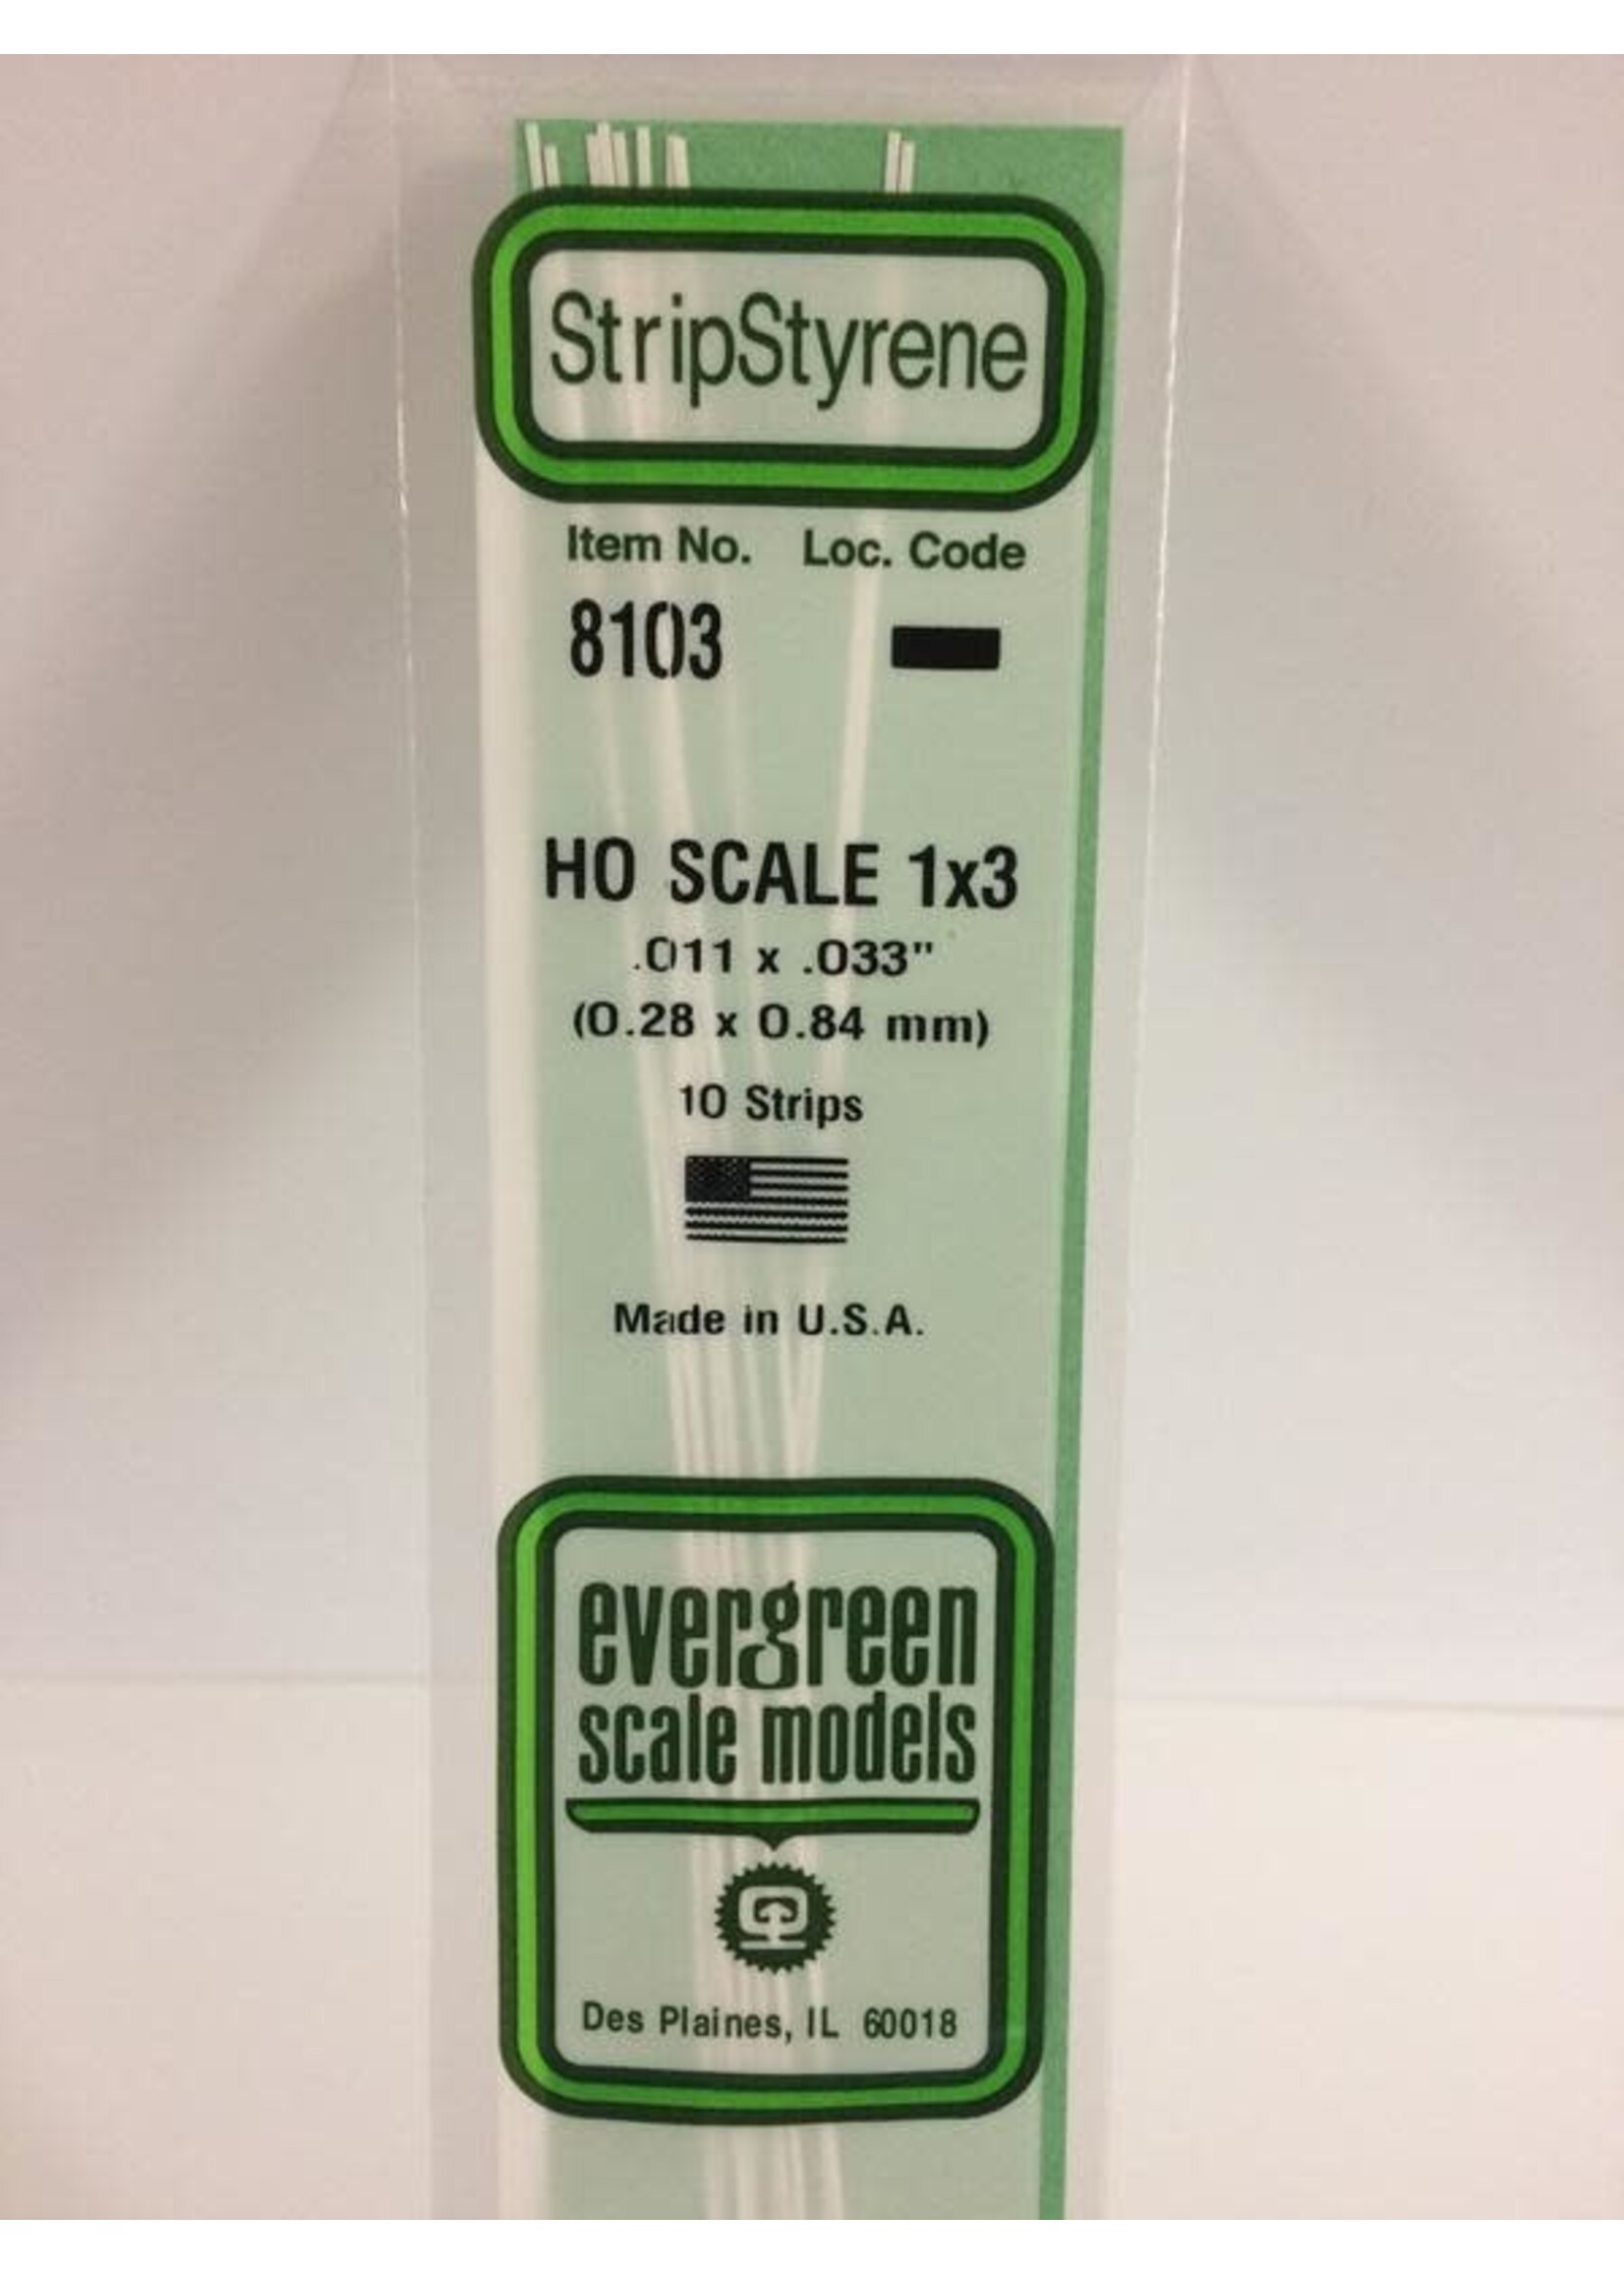 StripStyrene
Item No. Loc. Code
8103
HO SCALE 1x3
.011 x .033"
(0.28 x 0.84 mm)
10 Strips
Made in U.S.A.
evergreen
scale models
Des Plaines, IL 60018